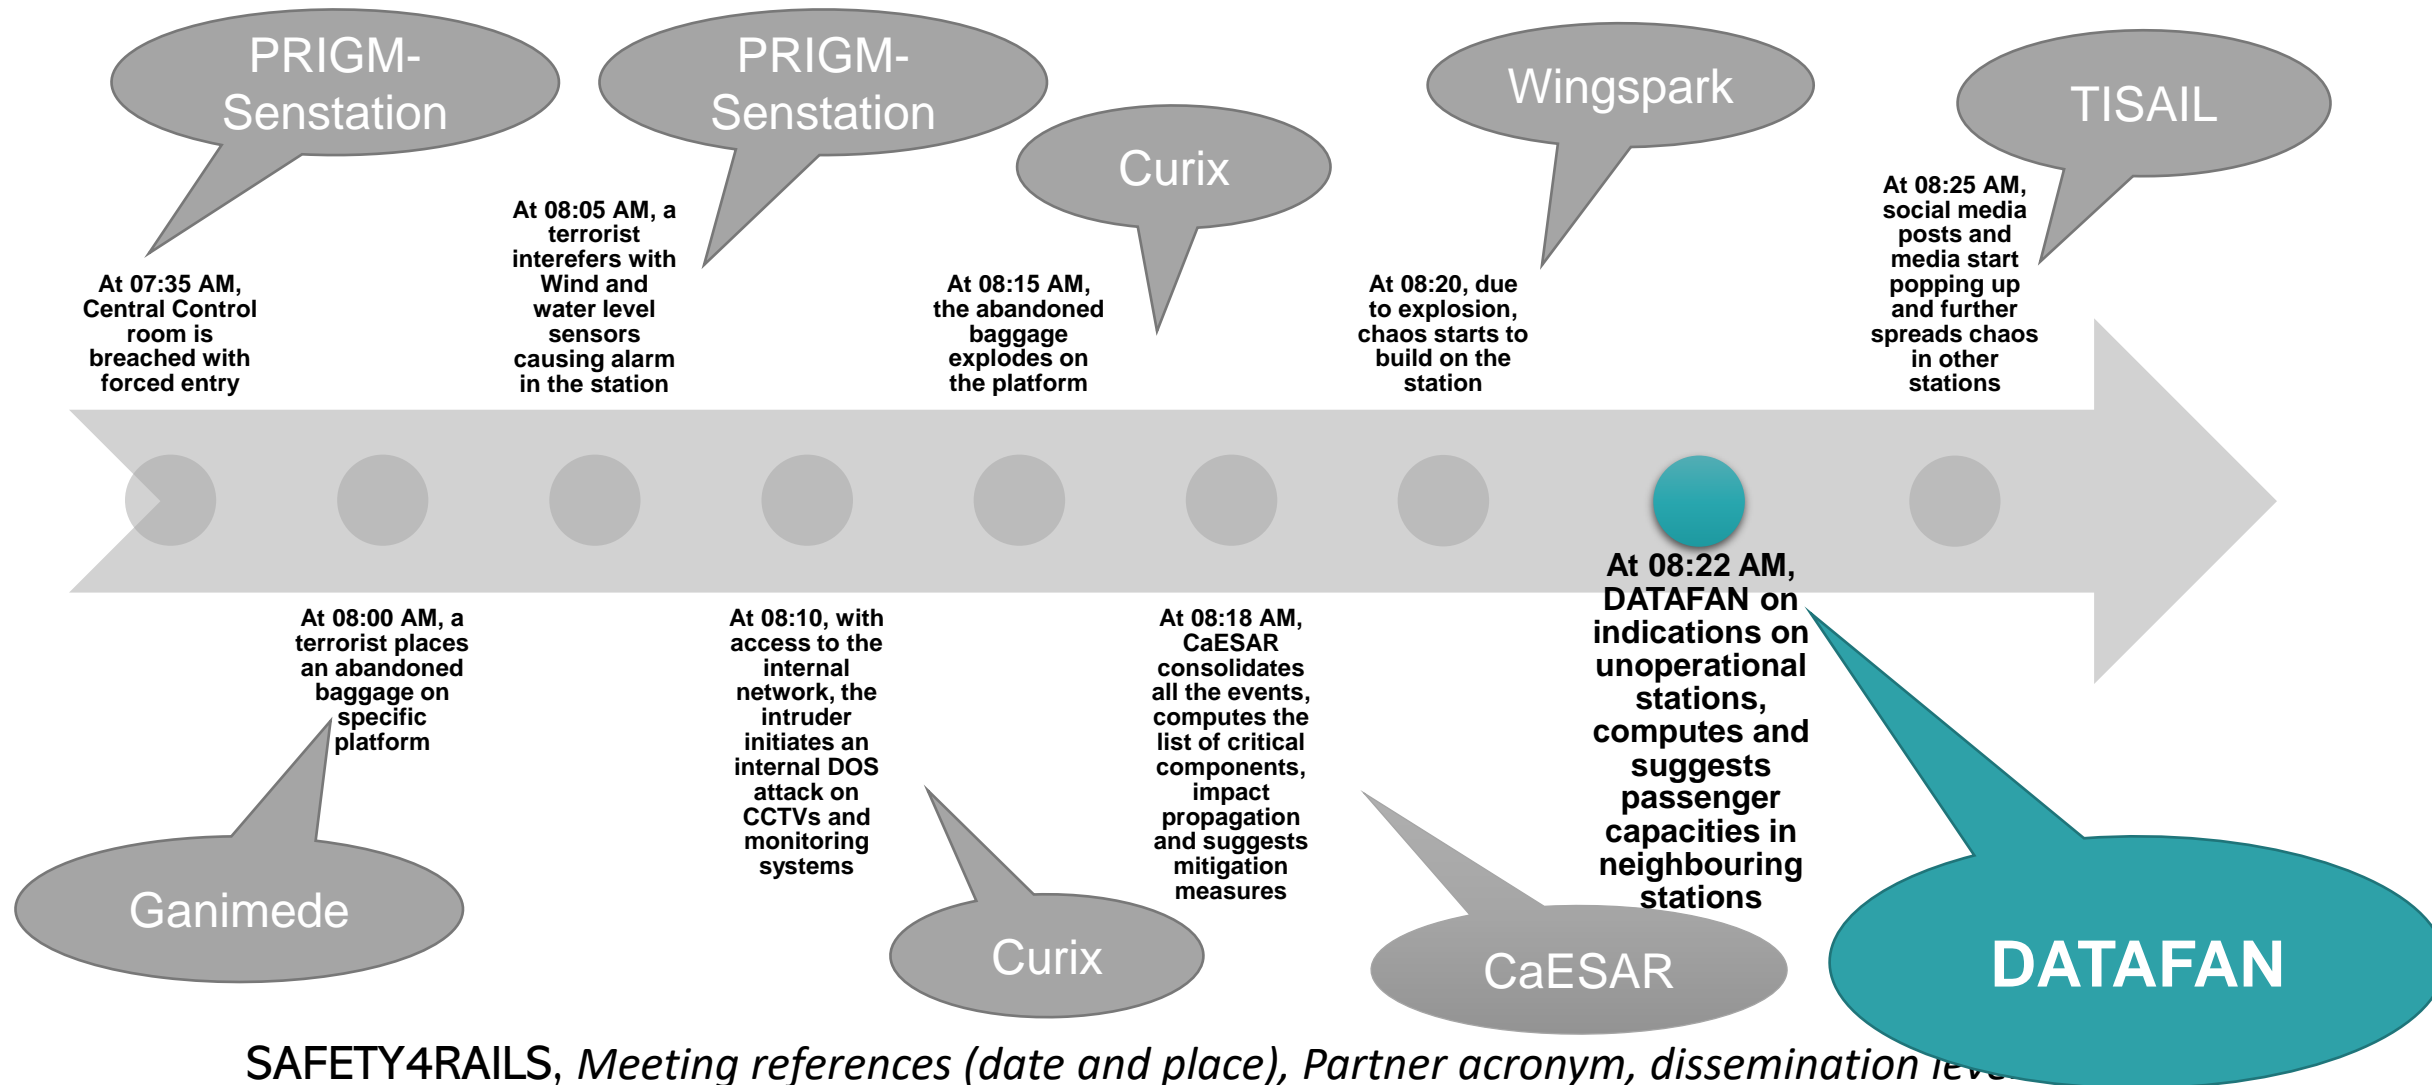 PRIGM-
Senstation
PRIGM-
Senstation
Curix
Wingspark
TISAIL
At 07:35 AM,
Central Control
room is
breached with
forced entry
At 08:05 AM, a
terrorist
interefers with
Wind and
water level
sensors
causing alarm
in the station
At 08:15 AM,
the abandoned
baggage
explodes on
the platform
At 08:20, due
to explosion,
chaos starts to
build on the
station
At 08:25 AM,
social media
posts and
media start
popping up
and further
spreads chaos
in other
stations
At 08:00 AM, a
terrorist places
an abandoned
baggage on
specific
platform
At 08:10, with
access to the
internal
network, the
intruder
initiates an
internal DOS
attack on
CCTVs and
monitoring
systems
At 08:18 AM,
CaESAR
consolidates
all the events,
computes the
list of critical
components,
impact
propagation
and suggests
mitigation
measures
At 08:22 AM,
DATAFAN on
indications on
unoperational
stations,
computes and
suggests
passenger
capacities in
neighbouring
stations
Ganimede
Curix
CaESAR
DATAFAN
SAFETY4RAILS, Meeting references (date and place), Partner acronym, dissemination